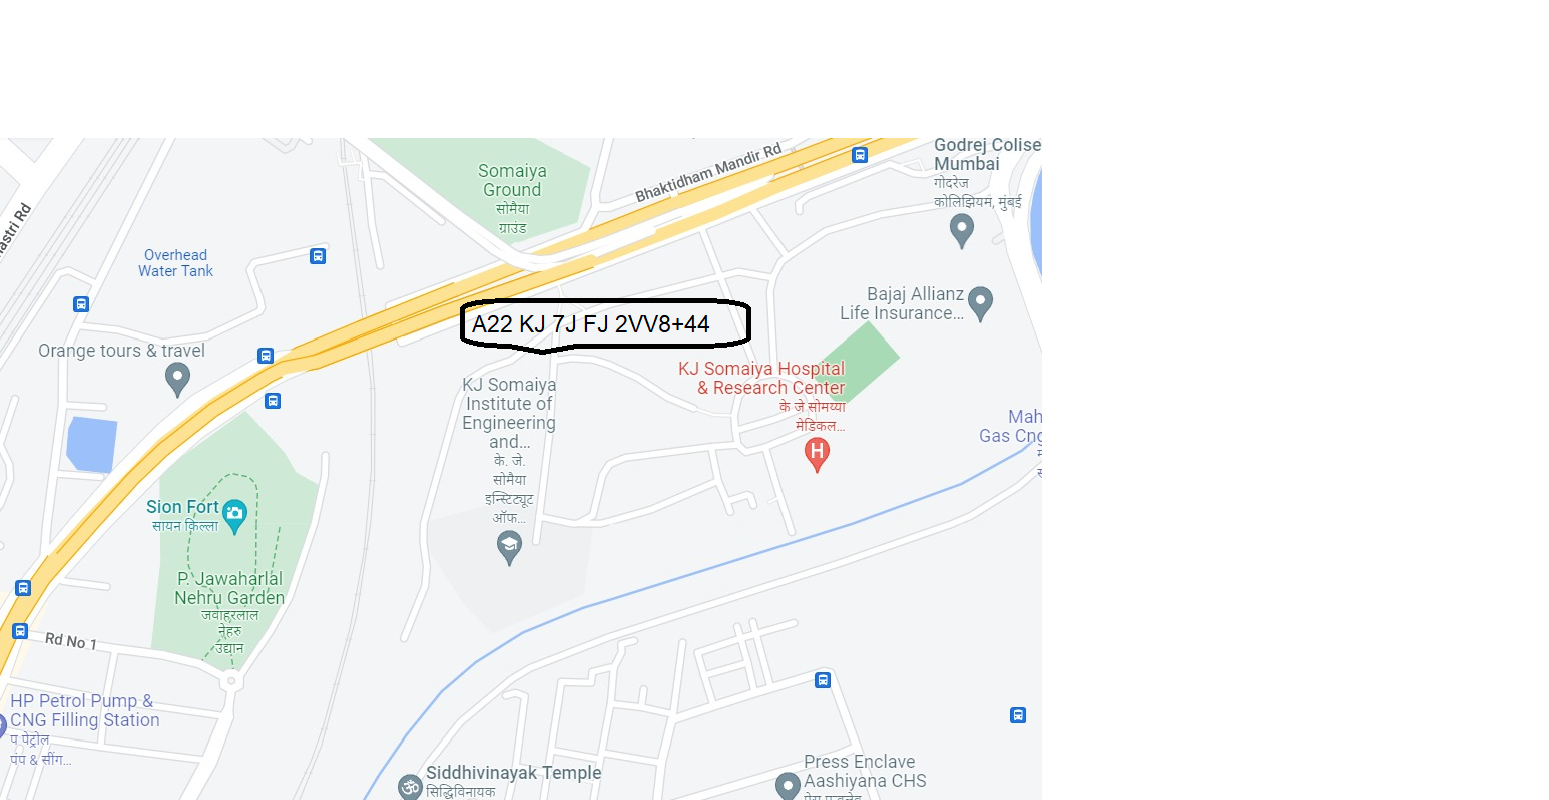 Godrej Colise
Mumbai
गोदरेज
कोलिझियम, मुंबई
Bhaktidham Mandir Rd
Somaiya
Ground
सोमैया
ग्राउंड
astri Rd
Overhead
Water Tank
Bajaj Allianz
Life Insurance...
A22 KJ 7J FJ 2VV8+44
Orange tours & travel
KJ Somaiya Hospital
& Research Center
के जे सोमय्या
मेडिकल...
KJ Somaiya
Institute of
Engineering
and...
के. जे.
सोमैया
इन्स्टिट्यूट
ऑफ...
Mah
Gas Cng
H
Sion Fort
सायन किल्ला
P. Jawaharlal
Nehru Garden
जवाहरलाल
नेहरु
उद्यान
Rd No 1
HP Petrol Pump &
CNG Filling Station
प पेट्रोल
पंप & सींग...
Siddhivinayak Temple
सिद्धिविनायक
Press Enclave
Aashiyana CHS